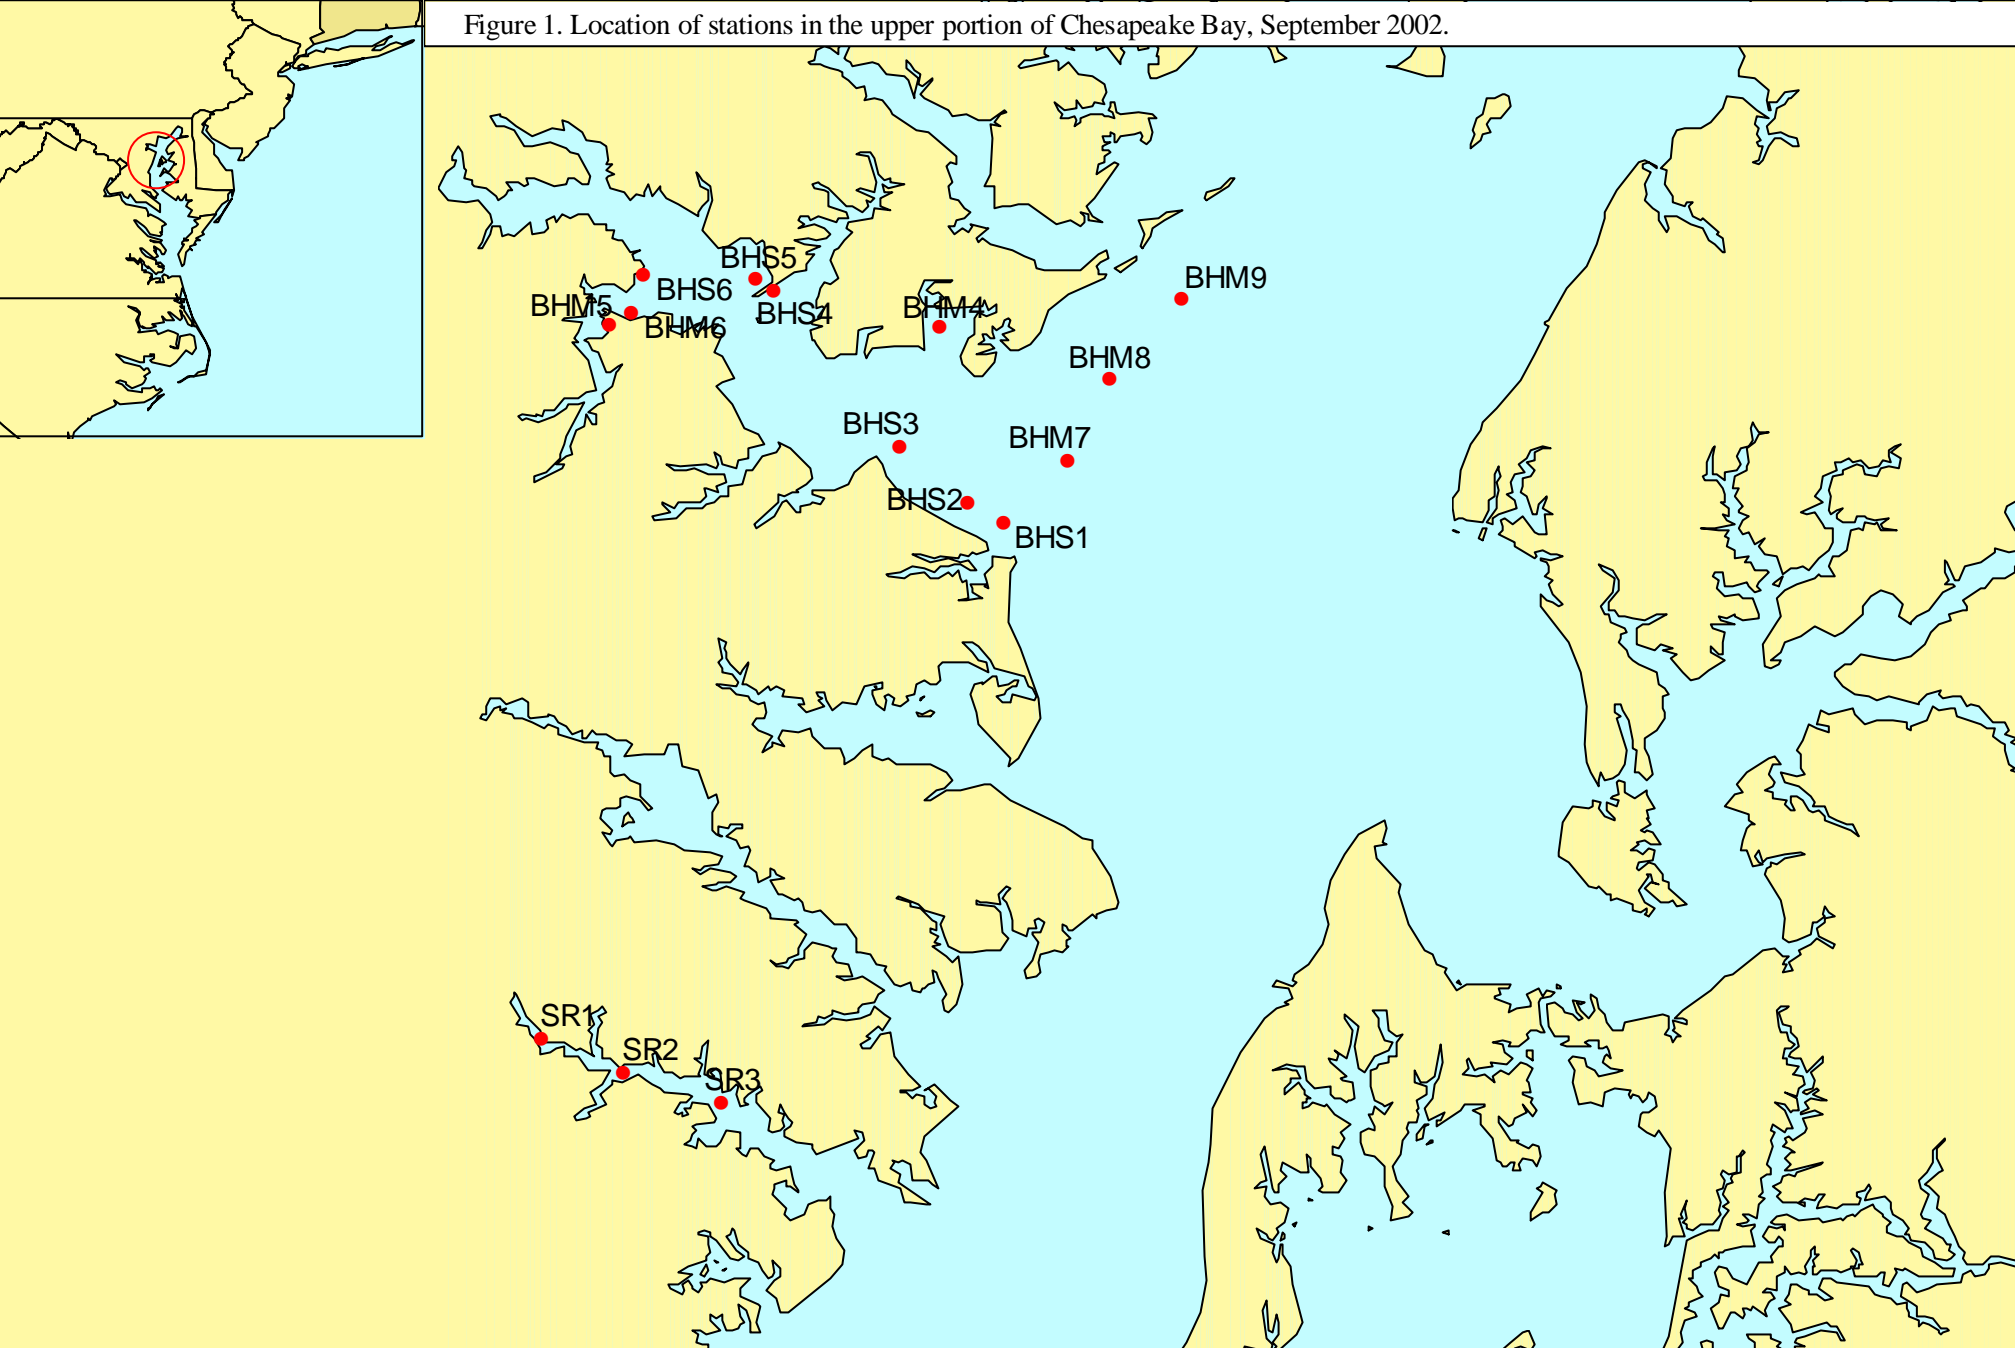 Figure 1. Location of stations in the upper portion of Chesapeake Bay, September 2002.
BHS5
BHM9
BHS6
BHM5
BHS4
BHM4
BHM6
BHM8
BHS3
BHM7
BHS2
BHS1
SR1
SR2
SR3